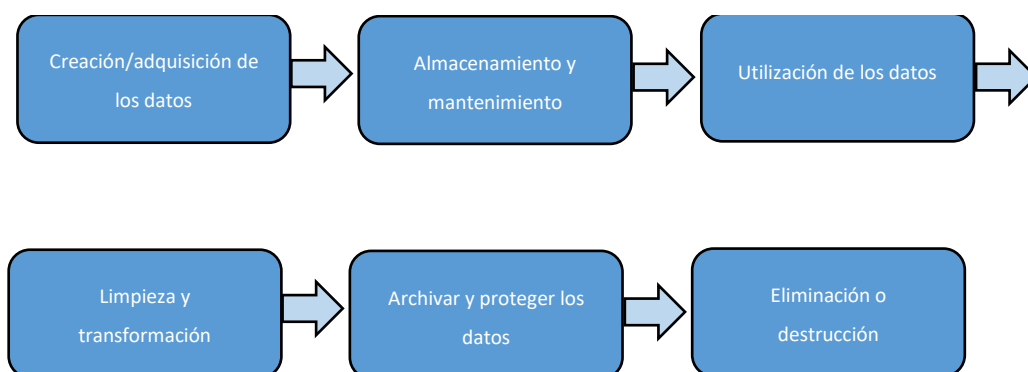 Creación/adquisición de
los datos
Almacenamiento y
mantenimiento
Utilización de los datos
Limpieza y
transformación
Archivar y proteger los
datos
Eliminación o
destrucción